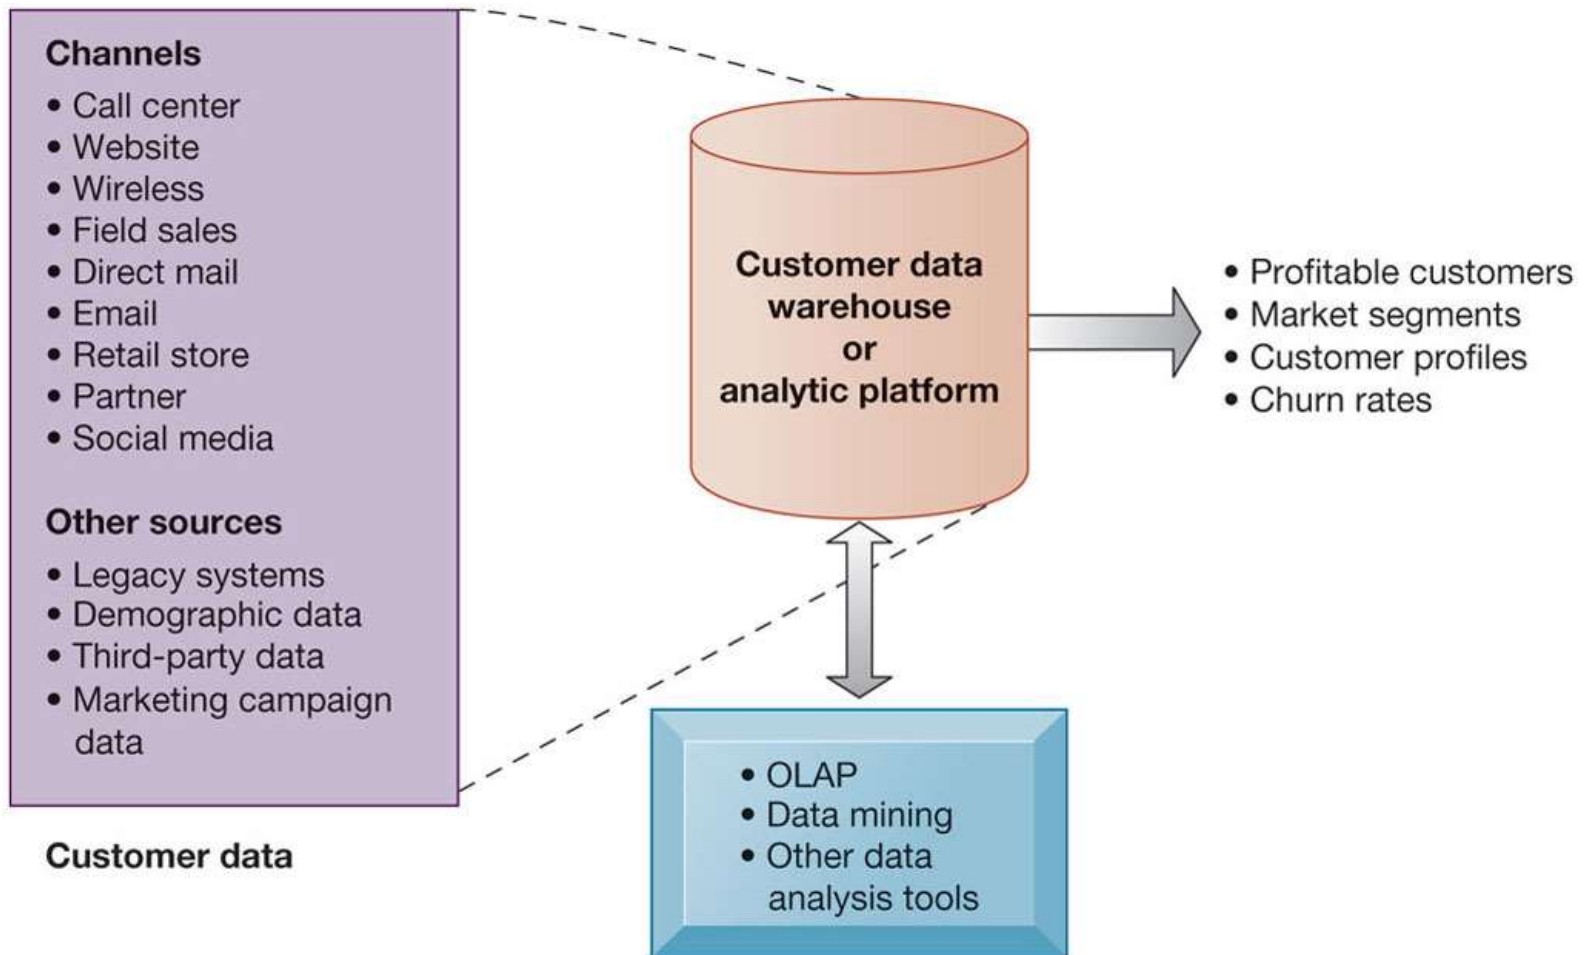 Channels
• Call center
• Website
• Wireless
• Field sales
• Direct mail
• Email
• Retail store
• Partner
• Social media
Other sources
• Legacy systems
• Demographic data
• Third-party data
• Marketing campaign
data
Customer data
Customer data
warehouse
or
analytic platform
• Profitable customers
• Market segments
• Customer profiles
• Churn rates
• OLAP
• Data mining
• Other data
analysis tools